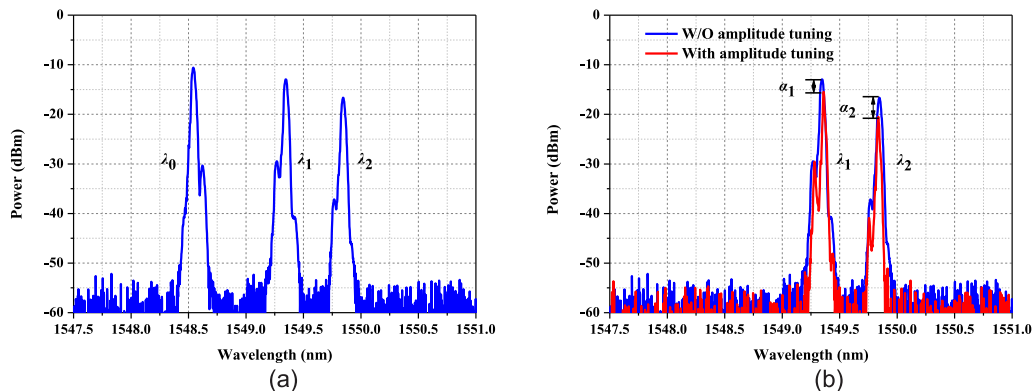 0
-10
-20
-30
-40
-50
-60
Power (dBm)
λ0
λ1
λ2
1547.5 1548.0 1548.5 1549.0 1549.5 1550.0 1550.5 1551.0
Wavelength (nm)
(a)
0
-10
-20
-30
-40
-50
-60
Power (dBm)
W/O amplitude tuning
With amplitude tuning
α1
α2
λ1
λ2
1547.5 1548.0 1548.5 1549.0 1549.5 1550.0 1550.5 1551.0
Wavelength (nm)
(b)